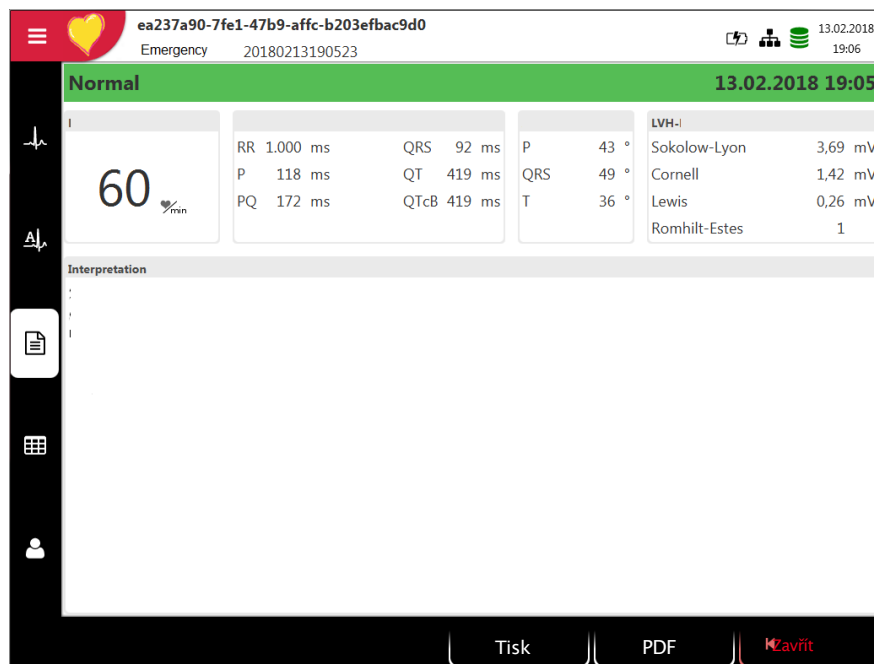 ea237a90-7fe1-47b9-affc-b203efbac9d0
Emergency 20180213190523
13.02.2018
19:06
Normal 13.02.2018 19:05
60 /min
RR 1.000 ms QRS 92 ms
P 118 ms QT 419 ms
PQ 172 ms QTcB 419 ms
P 43 °
QRS 49 °
T 36 °
LVH-
Sokolow-Lyon 3,69 mV
Cornell 1,42 mV
Lewis 0,26 mV
Romhilt-Estes 1
A
Interpretation
Tisk PDF Zavřít